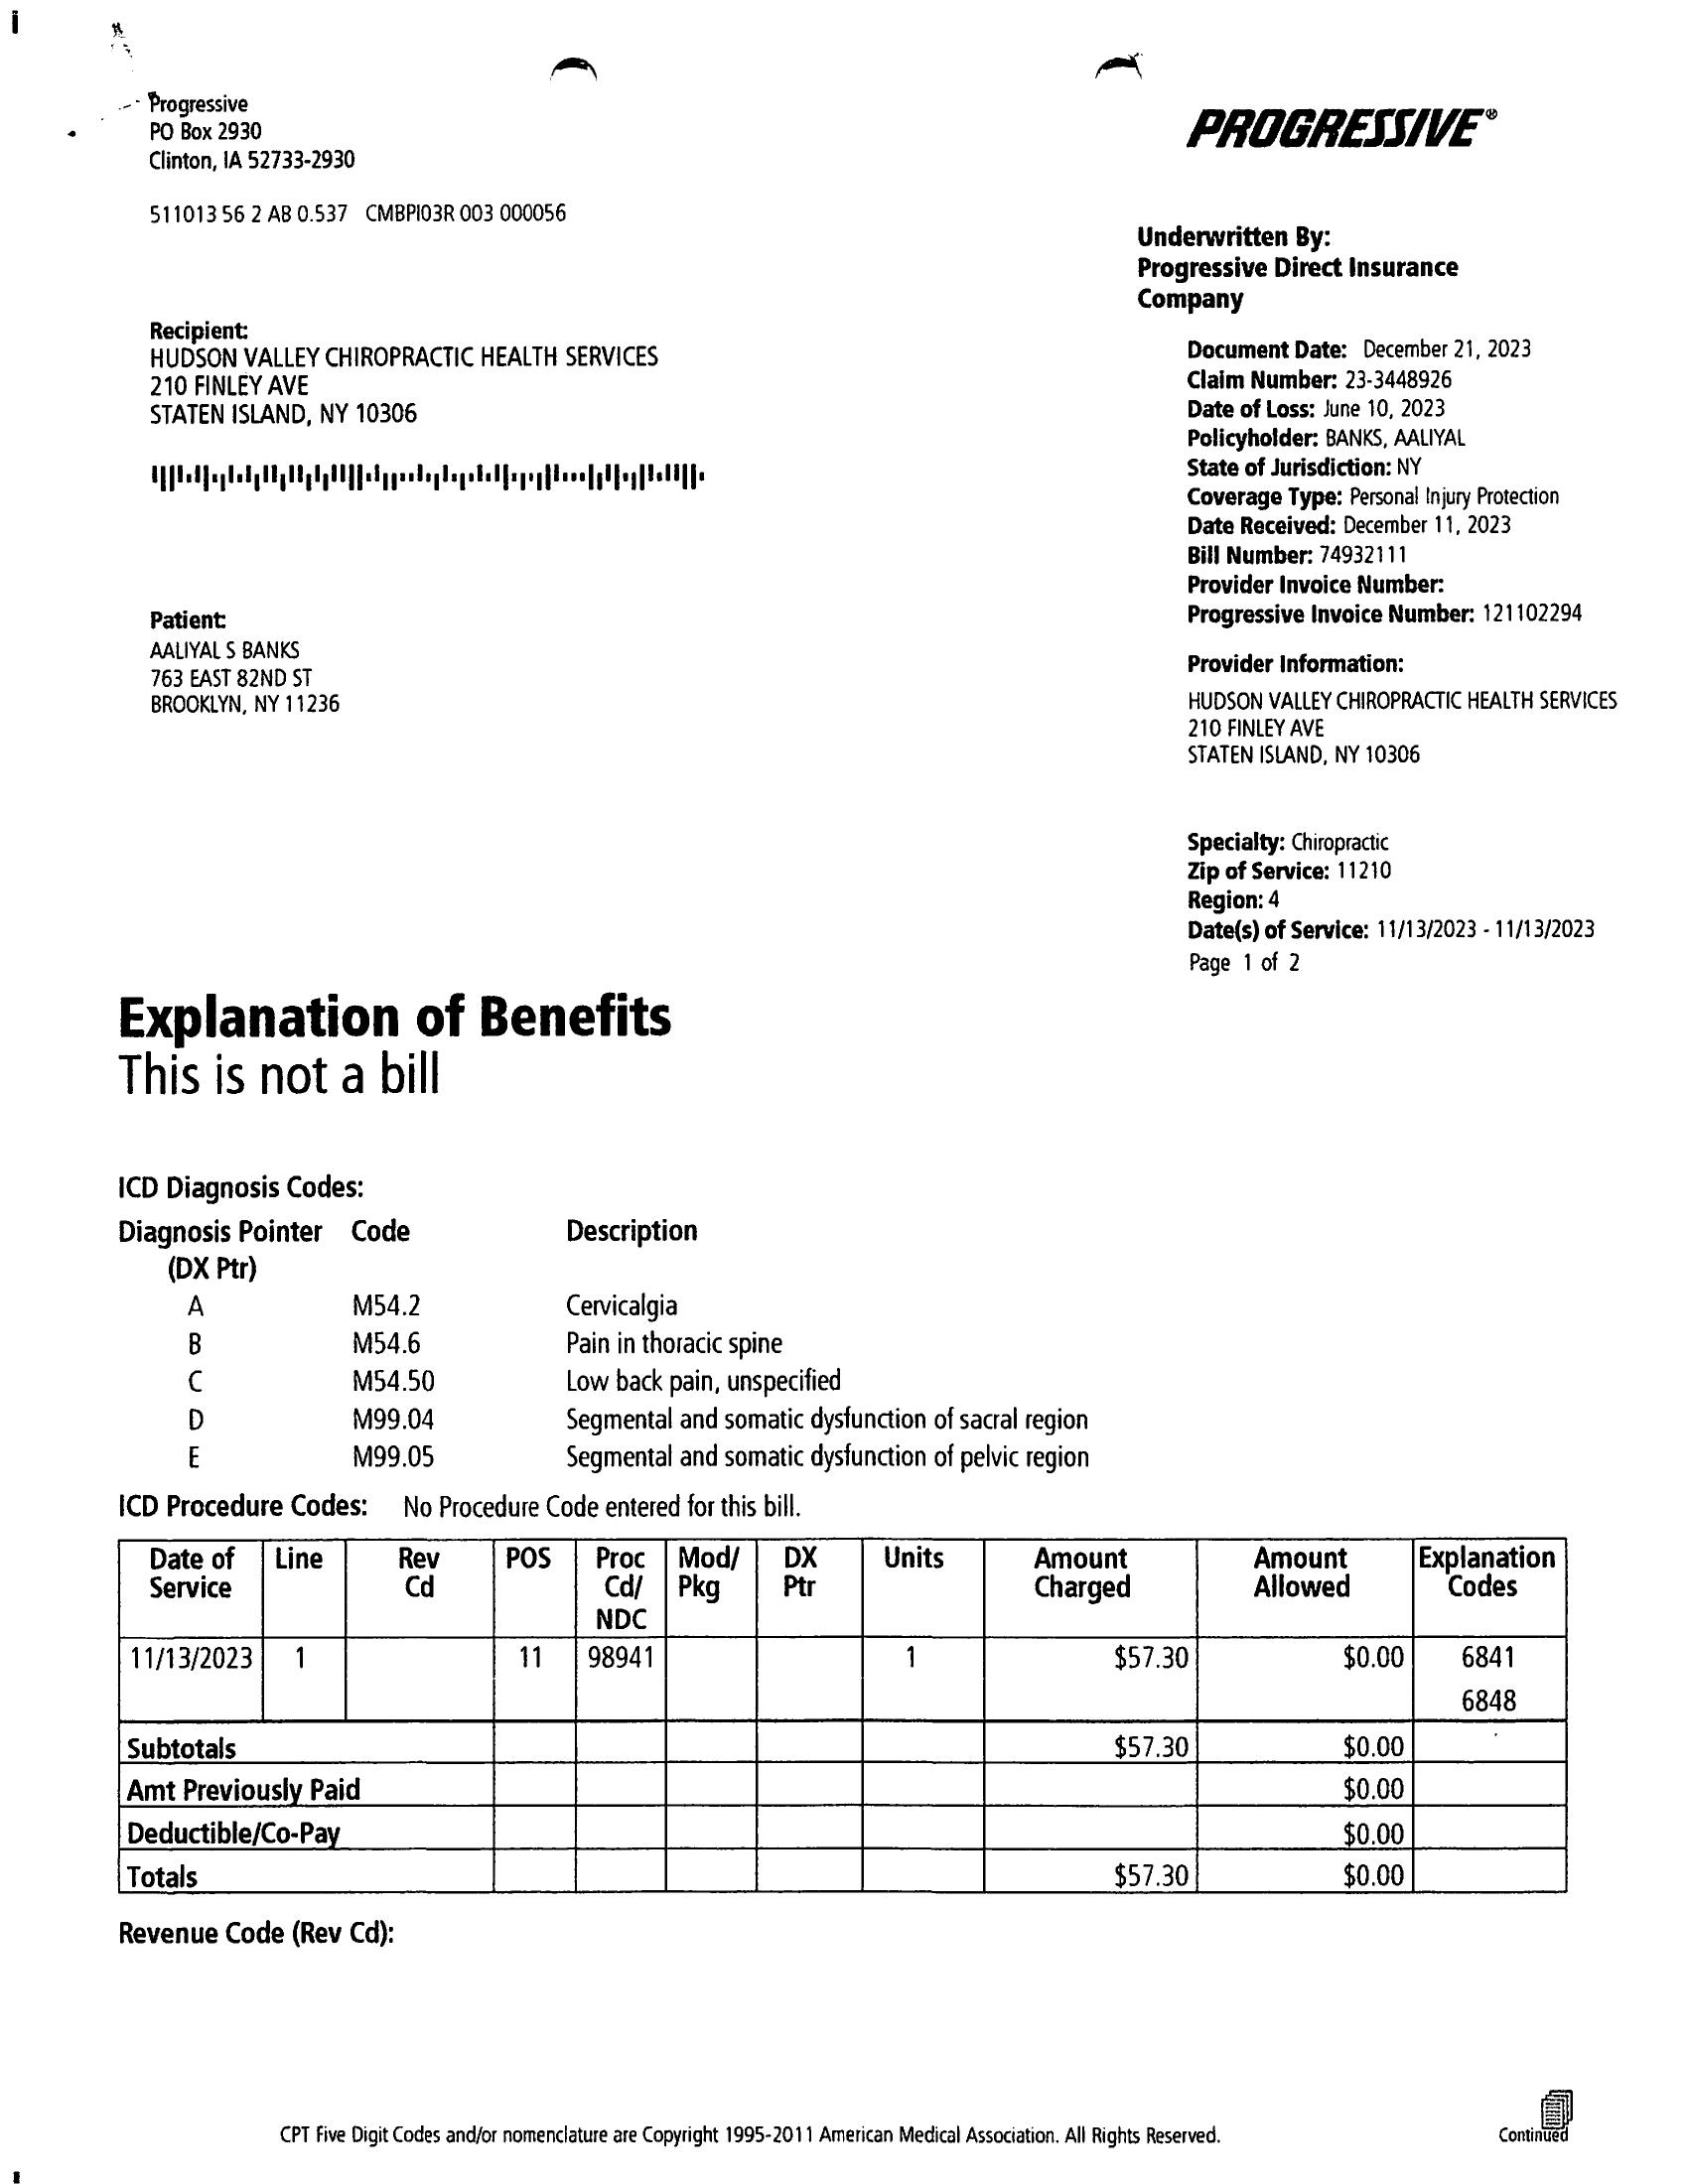 Progressive
PO Box 2930
Clinton, IA 52733-2930
511013 56 2 AB 0.537 CMBPI03R 003 000056
PROGRESSIVE®
Underwritten By:
Progressive Direct Insurance
Company
Recipient:
HUDSON VALLEY CHIROPRACTIC HEALTH SERVICES
210 FINLEY AVE
STATEN ISLAND, NY 10306
Document Date: December 21, 2023
Claim Number: 23-3448926
Date of Loss: June 10, 2023
Policyholder: BANKS, AALIYAL
State of Jurisdiction: NY
Coverage Type: Personal Injury Protection
Date Received: December 11, 2023
Bill Number: 74932111
Provider Invoice Number:
Progressive Invoice Number: 121102294
Patient:
AALIYAL S BANKS
763 EAST 82ND ST
BROOKLYN, NY 11236
Provider Information:
HUDSON VALLEY CHIROPRACTIC HEALTH SERVICES
210 FINLEY AVE
STATEN ISLAND, NY 10306
Specialty: Chiropractic
Zip of Service: 11210
Region: 4
Date(s) of Service: 11/13/2023 - 11/13/2023
Page 1 of 2
Explanation of Benefits
This is not a bill
ICD Diagnosis Codes:
Diagnosis Pointer Code Description
(DX Ptr)
A M54.2 Cervicalgia
B M54.6 Pain in thoracic spine
C M54.50 Low back pain, unspecified
D M99.04 Segmental and somatic dysfunction of sacral region
E M99.05 Segmental and somatic dysfunction of pelvic region
ICD Procedure Codes: No Procedure Code entered for this bill.
Date of Line Rev POS Proc Mod/ DX Units Amount Amount Explanation
Service Cd Cd/ Pkg Ptr Charged Allowed Codes
NDC
11/13/2023 1 11 98941 1 $57.30 $0.00 6841
6848
Subtotals $57.30 $0.00
Amt Previously Paid $0.00
Deductible/Co-Pay $0.00
Totals $57.30 $0.00
Revenue Code (Rev Cd):
CPT Five Digit Codes and/or nomenclature are Copyright 1995-2011 American Medical Association. All Rights Reserved.
Continued